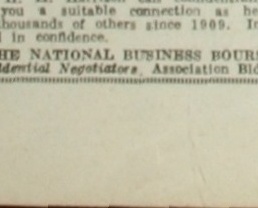 you a suitable connection as he
thousands of others since 1909. In
in confidence.
THE NATIONAL BUSINESS BOURS
dential Negotiators, Association Bld